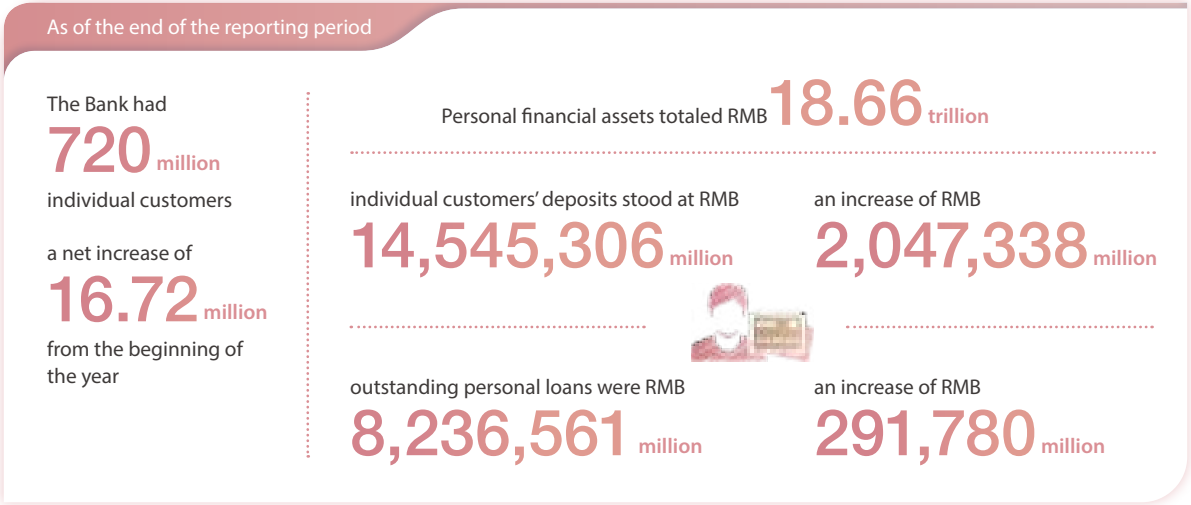 As of the end of the reporting period
The Bank had
720 million
individual customers
a net increase of
16.72 million
from the beginning of
the year
Personal financial assets totaled RMB 18.66 trillion
individual customers’ deposits stood at RMB
14,545,306 million
an increase of RMB
2,047,338 million
outstanding personal loans were RMB
8,236,561 million
an increase of RMB
291,780 million